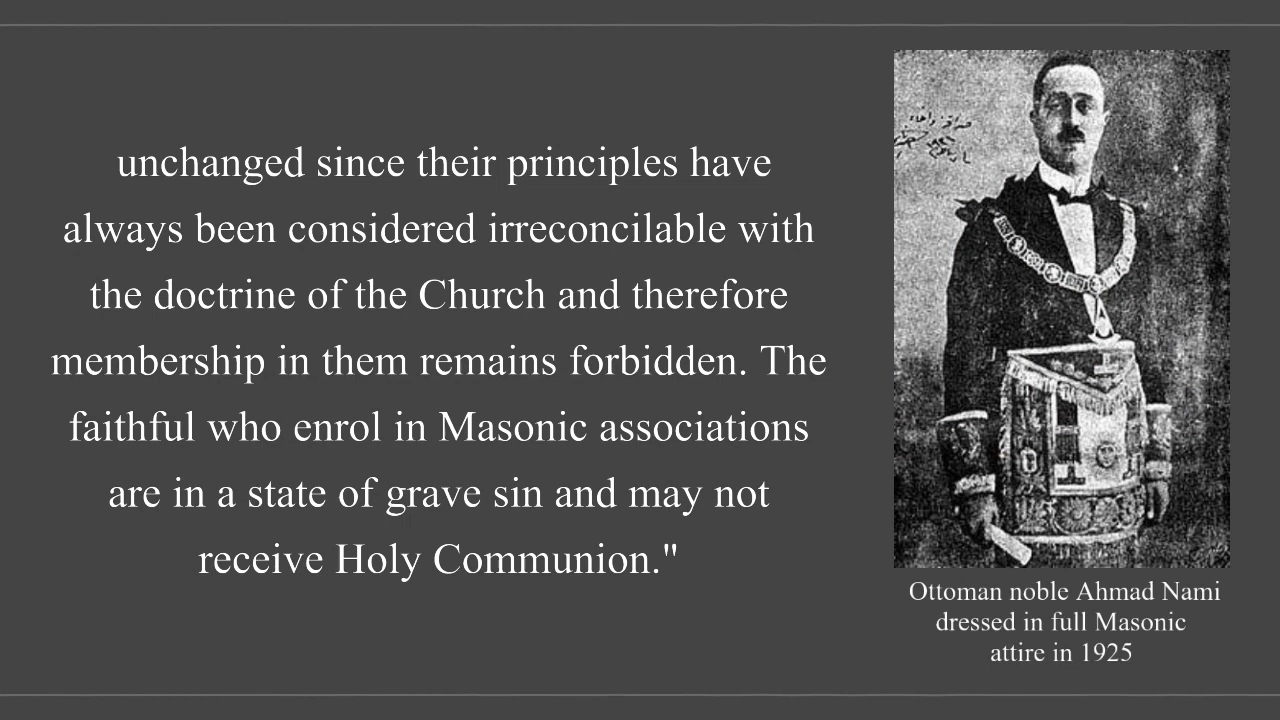 unchanged since their principles have
always been considered irreconcilable with
the doctrine of the Church and therefore
membership in them remains forbidden. The
faithful who enrol in Masonic associations
are in a state of grave sin and may not
receive Holy Communion."
Ottoman noble Ahmad Nami
dressed in full Masonic
attire in 1925